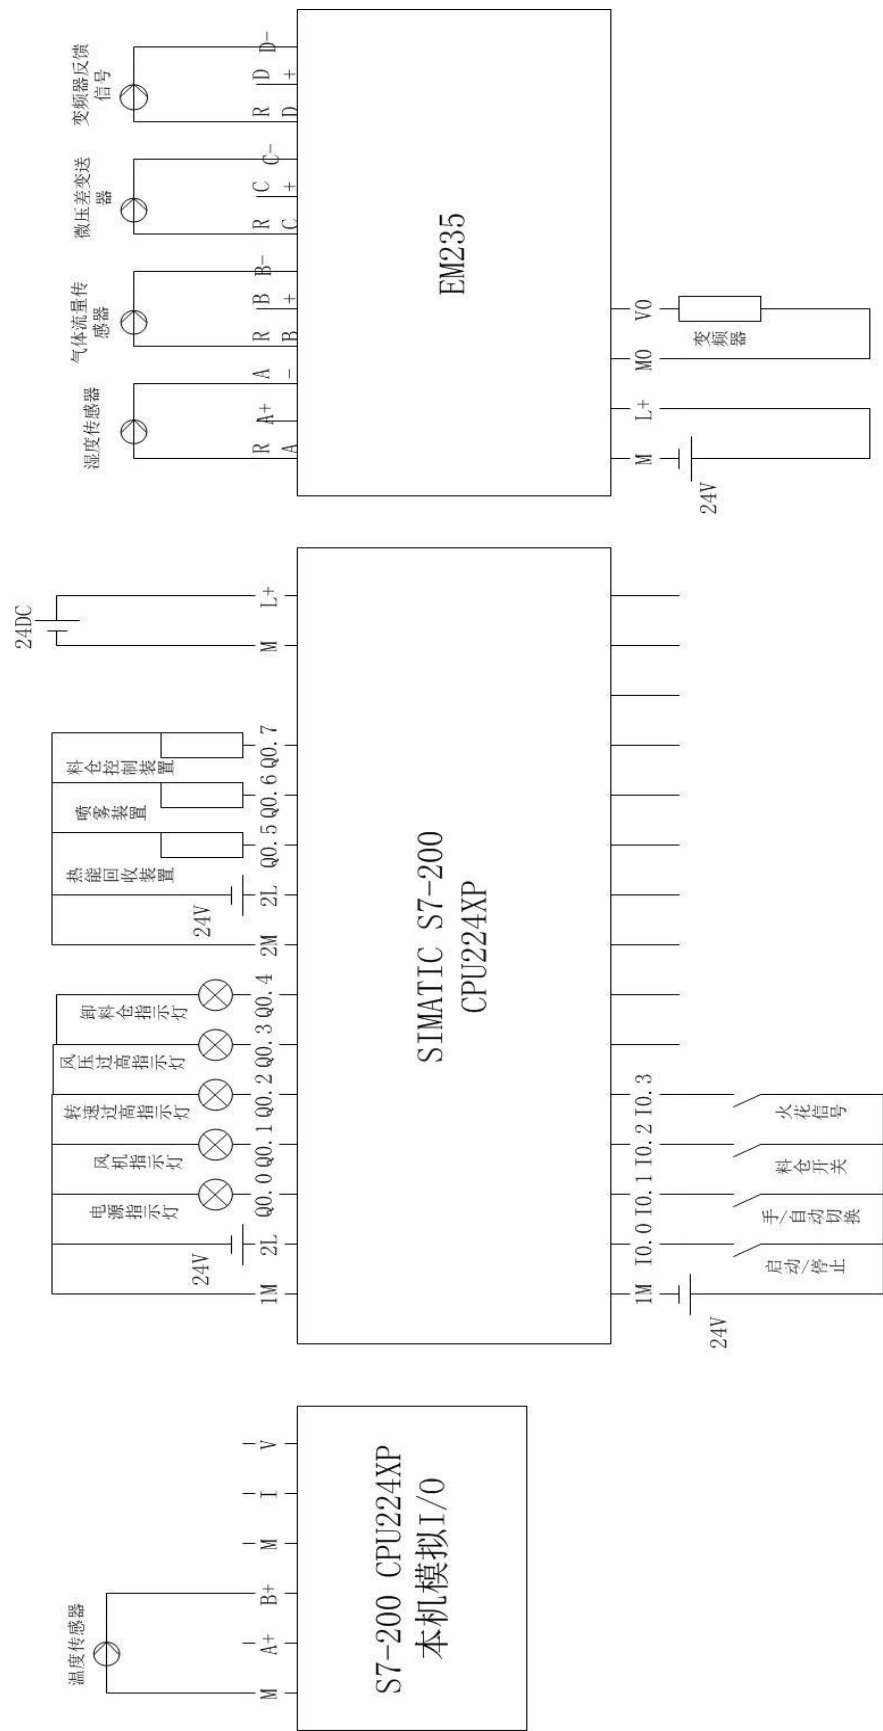 S7-200 CPU224XP
本机模拟I/O
温度传感器
M
A+
B+
M
I
V
SIMATIC S7-200
CPU224XP
1M
2L
Q0.0
Q0.1
Q0.2
Q0.3
Q0.4
2M
2L
Q0.5
Q0.6
Q0.7
M
L+
24V
电源指示灯
风机指示灯
转速过高指示灯
风压过高指示灯
卸料仓指示灯
24V
热能回收装置
喷雾装置
料仓控制装置
24DC
1M
I0.0
I0.1
I0.2
I0.3
24V
启动/停止
手/自动切换
料仓开关
火花信号
EM235
湿度传感器
气体流量传
感器
微压差变送
器
变频器反馈
信号
R
A
A+
A
-
R
B
B
+
B-
R
C
C
+
C-
R
D
D
+
D-
M
L+
M0
V0
24V
变频器